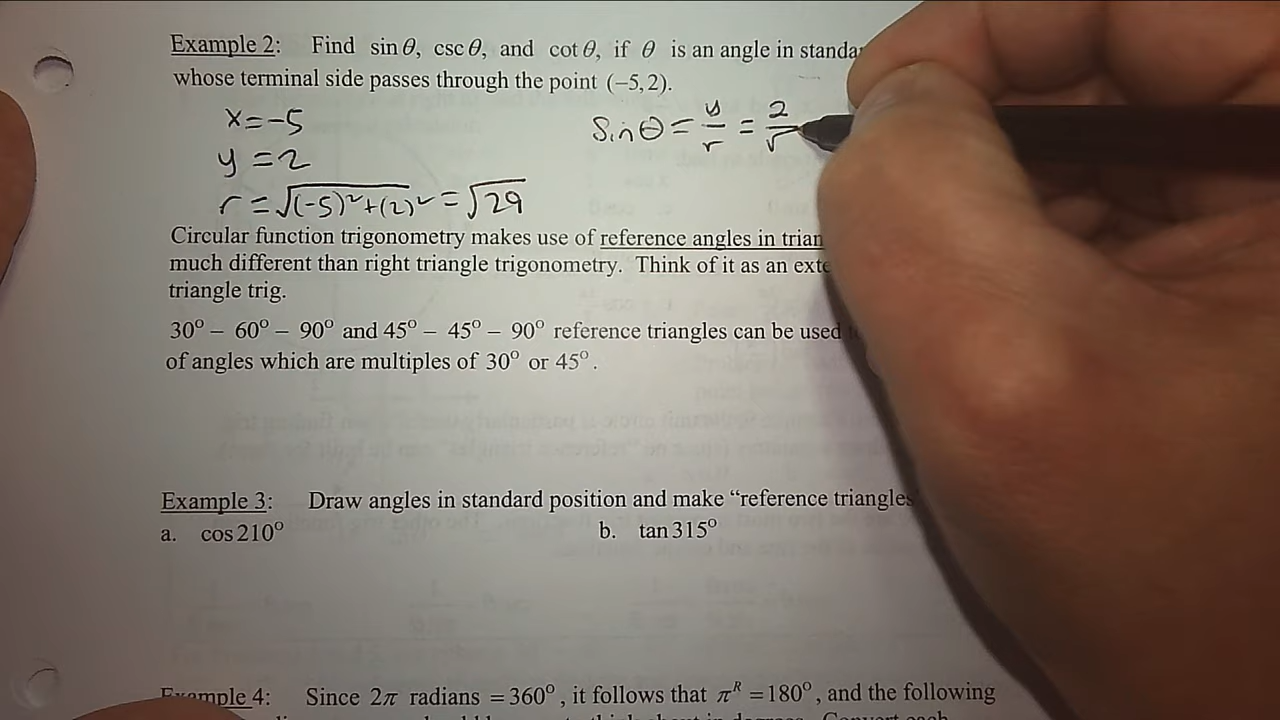 Example 2: Find sin θ, csc θ, and cot θ, if θ is an angle in
whose terminal side passes through the point (−5, 2).
x = -5
y = 2
r = √((-5)² + (2)²) = √29
sin θ = y/r = 2/√
Circular function trigonometry makes use of reference angles in
much different than right triangle trigonometry. Think of it as an
triangle trig.
30° − 60° − 90° and 45° − 45° − 90° reference triangles can be used
of angles which are multiples of 30° or 45°.
Example 3: Draw angles in standard position and make “reference triangles
a. cos 210°
b. tan 315°
Example 4: Since 2π radians = 360°, it follows that π^R = 180°, and the following